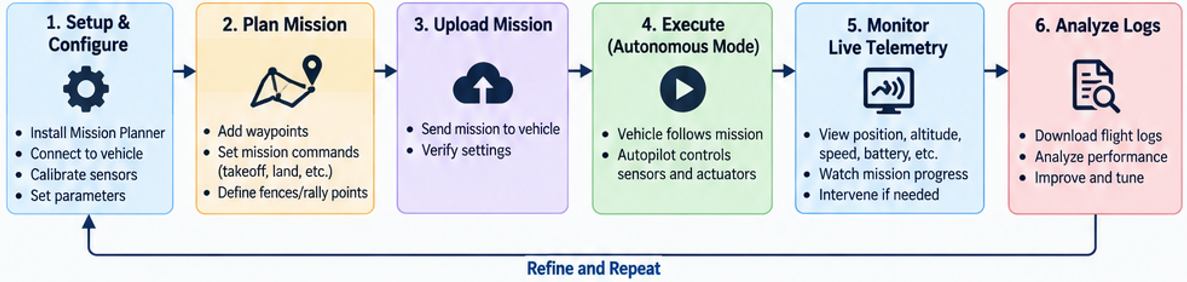 1. Setup &
Configure
• Install Mission Planner
• Connect to vehicle
• Calibrate sensors
• Set parameters
2. Plan Mission
• Add waypoints
• Set mission commands
(takeoff, land, etc.)
• Define fences/rally points
3. Upload Mission
• Send mission to vehicle
• Verify settings
4. Execute
(Autonomous Mode)
• Vehicle follows mission
• Autopilot controls
sensors and actuators
5. Monitor
Live Telemetry
• View position, altitude,
speed, battery, etc.
• Watch mission progress
• Intervene if needed
6. Analyze Logs
• Download flight logs
• Analyze performance
• Improve and tune
Refine and Repeat